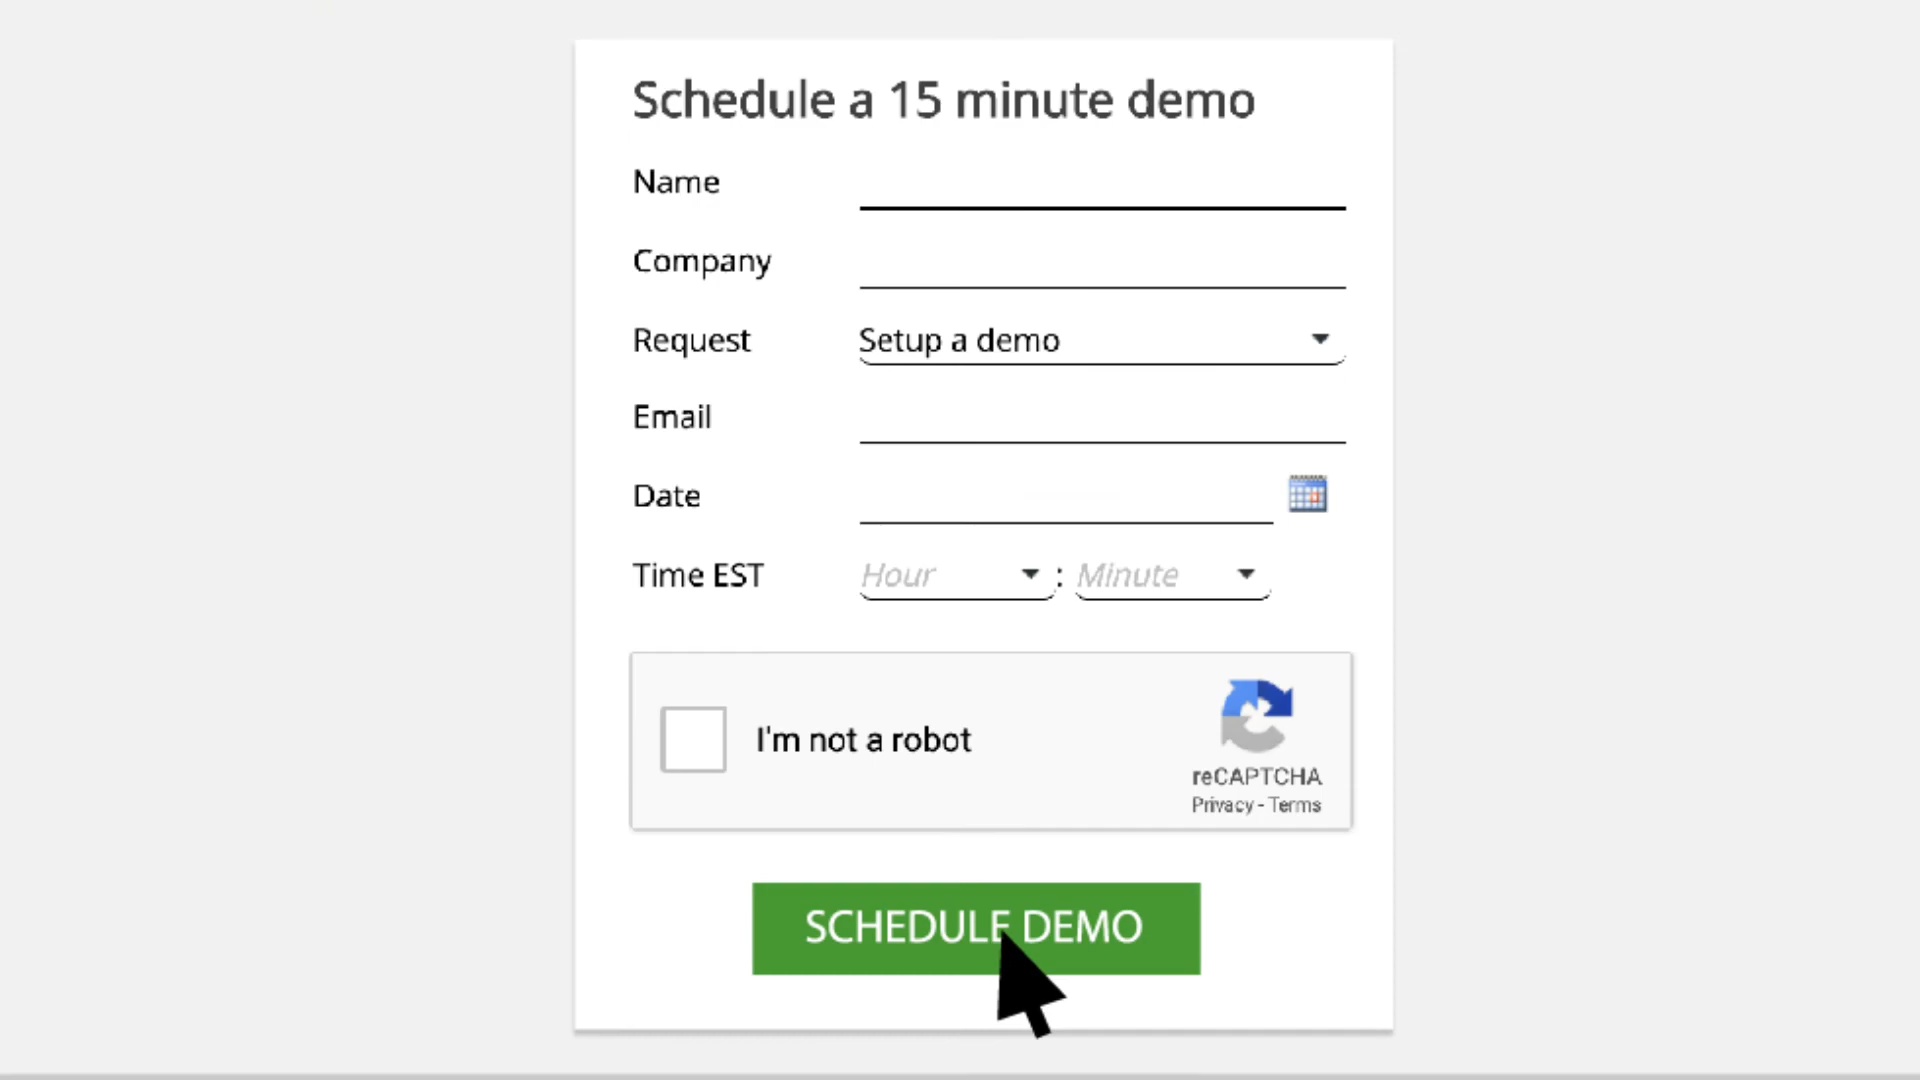 Schedule a 15 minute demo
Name
Company
Request Setup a demo
Email
Date
Time EST Hour : Minute
I'm not a robot
reCAPTCHA
Privacy - Terms
SCHEDULE DEMO